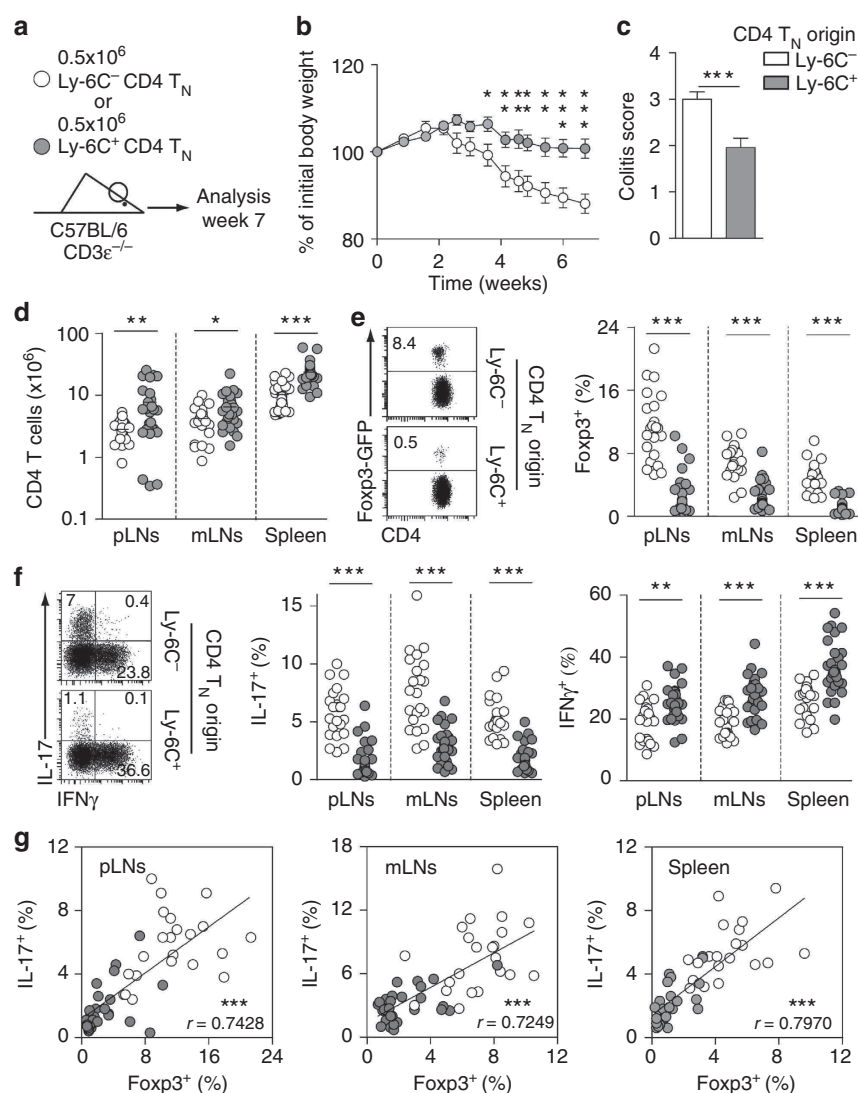 a
0.5x10⁶
Ly-6C⁻ CD4 T_N
or
0.5x10⁶
Ly-6C⁺ CD4 T_N
C57BL/6
CD3ε⁻/⁻
Analysis
week 7
b
% of initial body weight
120
100
80
0 2 4 6
Time (weeks)
* ** ** ** ** *** ***
c
CD4 T_N origin
Ly-6C⁻
Ly-6C⁺
Colitis score
4
3
2
1
0
***
d
CD4 T cells (x10⁶)
100
10
1
0.1
** * ***
pLNs mLNs Spleen
e
8.4
0.5
Foxp3-GFP
CD4
Ly-6C⁻
Ly-6C⁺
CD4 T_N origin
Foxp3⁺ (%)
24
16
8
0
*** *** ***
pLNs mLNs Spleen
f
7 0.4
23.8
1.1 0.1
36.6
IL-17
IFNγ
Ly-6C⁻
Ly-6C⁺
CD4 T_N origin
IL-17⁺ (%)
15
10
5
0
*** *** ***
pLNs mLNs Spleen
IFNγ⁺ (%)
60
40
20
0
** *** ***
pLNs mLNs Spleen
g
pLNs
IL-17⁺ (%)
12
8
4
0
***
r = 0.7428
0 8 16 24
Foxp3⁺ (%)
mLNs
IL-17⁺ (%)
18
12
6
0
***
r = 0.7249
0 4 8 12
Foxp3⁺ (%)
Spleen
IL-17⁺ (%)
12
8
4
0
***
r = 0.7970
0 4 8 12
Foxp3⁺ (%)